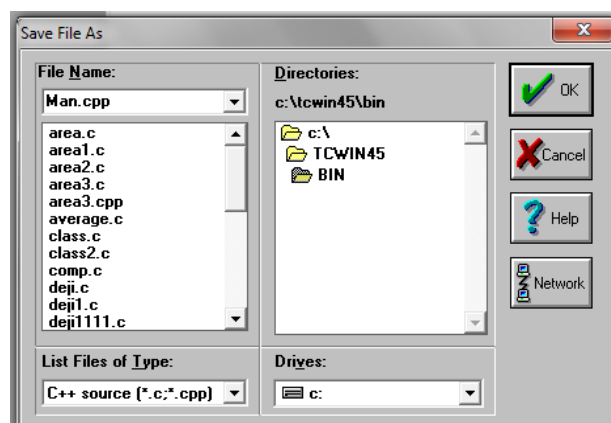 Save File As
File Name:
Man.cpp
area.c
area1.c
area2.c
area3.c
area3.cpp
average.c
class.c
class2.c
comp.c
deji.c
deji1.c
deji1111.c
List Files of Type:
C++ source (*.c;*.cpp)
Directories:
c:\tcwin45\bin
c:\
TCWIN45
BIN
Drives:
c:
OK
Cancel
Help
Network